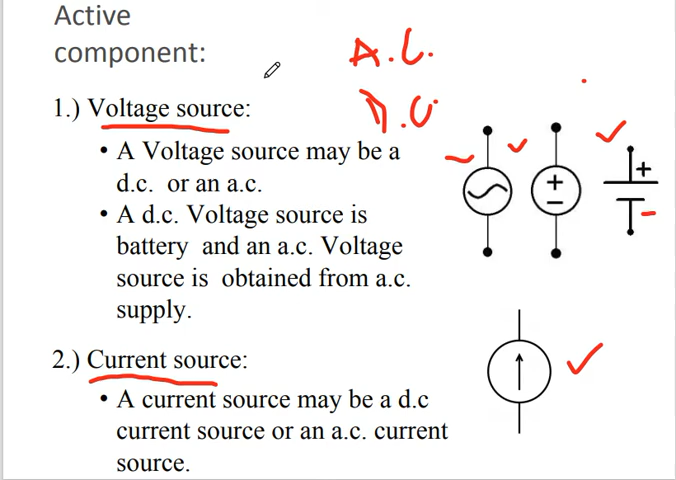 Active
component:
A.C.
D.C.
1.) Voltage source:
• A Voltage source may be a
d.c. or an a.c.
• A d.c. Voltage source is
battery and an a.c. Voltage
source is obtained from a.c.
supply.
2.) Current source:
• A current source may be a d.c
current source or an a.c. current
source.